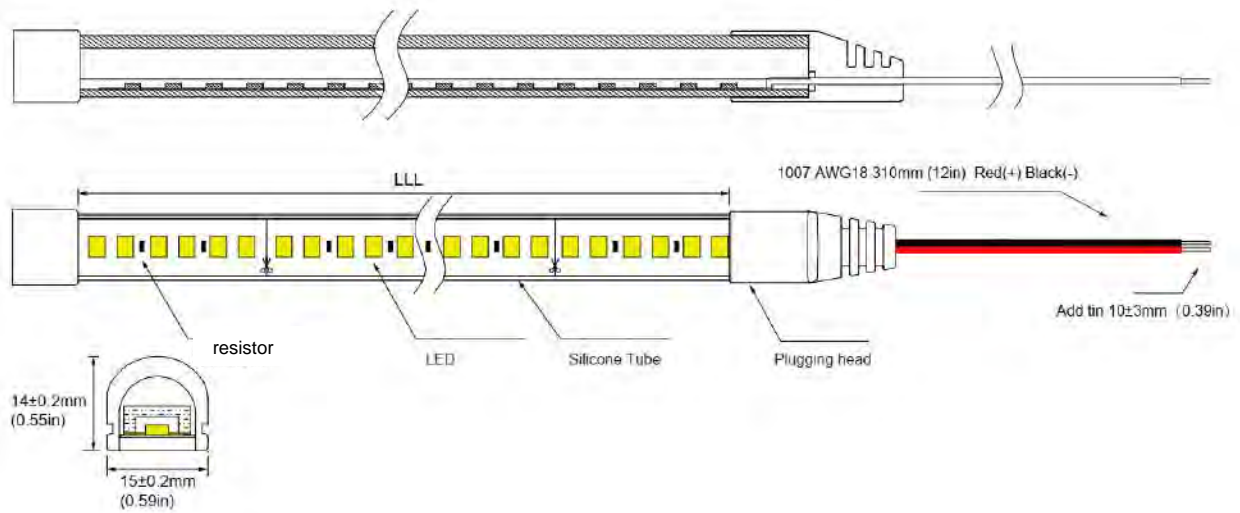 LLL
1007 AWG18 310mm (12in) Red(+) Black(-)
Add tin 10±3mm (0.39in)
resistor
LED
Silicone Tube
Plugging head
14±0.2mm
(0.55in)
15±0.2mm
(0.59in)